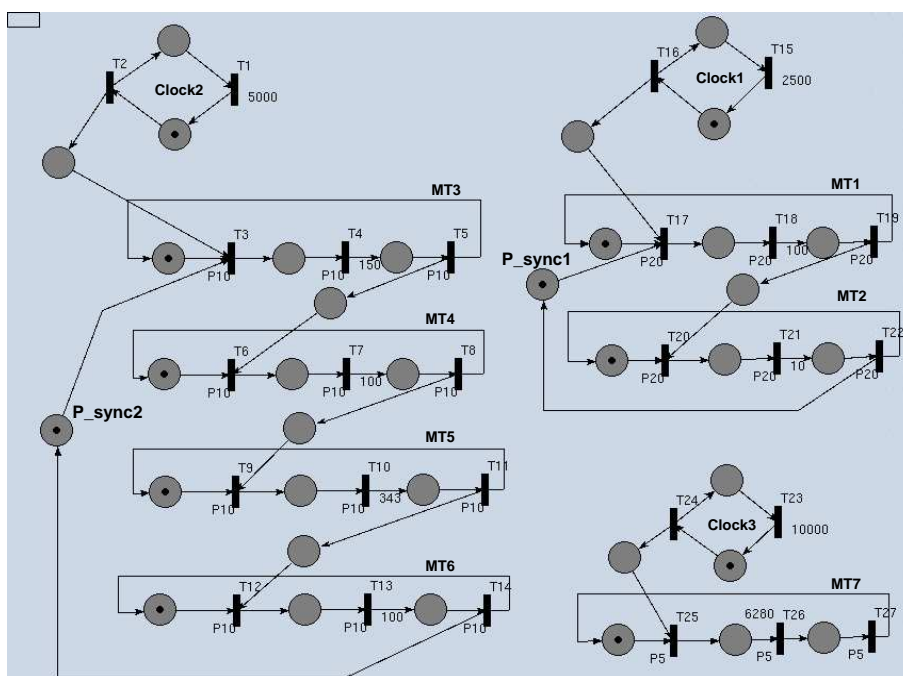 T2
T1
Clock2
5000
T16
T15
Clock1
2500
MT3
T3
T4
T5
P10
P10
150
P10
MT1
T17
T18
T19
P20
P20
100
P20
P_sync1
MT4
T6
T7
T8
P10
P10
100
P10
MT2
T20
T21
T22
P20
P20
10
P20
P_sync2
MT5
T9
T10
T11
P10
P10
343
P10
T24
T23
Clock3
10000
MT6
T12
T13
T14
P10
P10
100
P10
MT7
T25
6280
T26
T27
P5
P5
P5